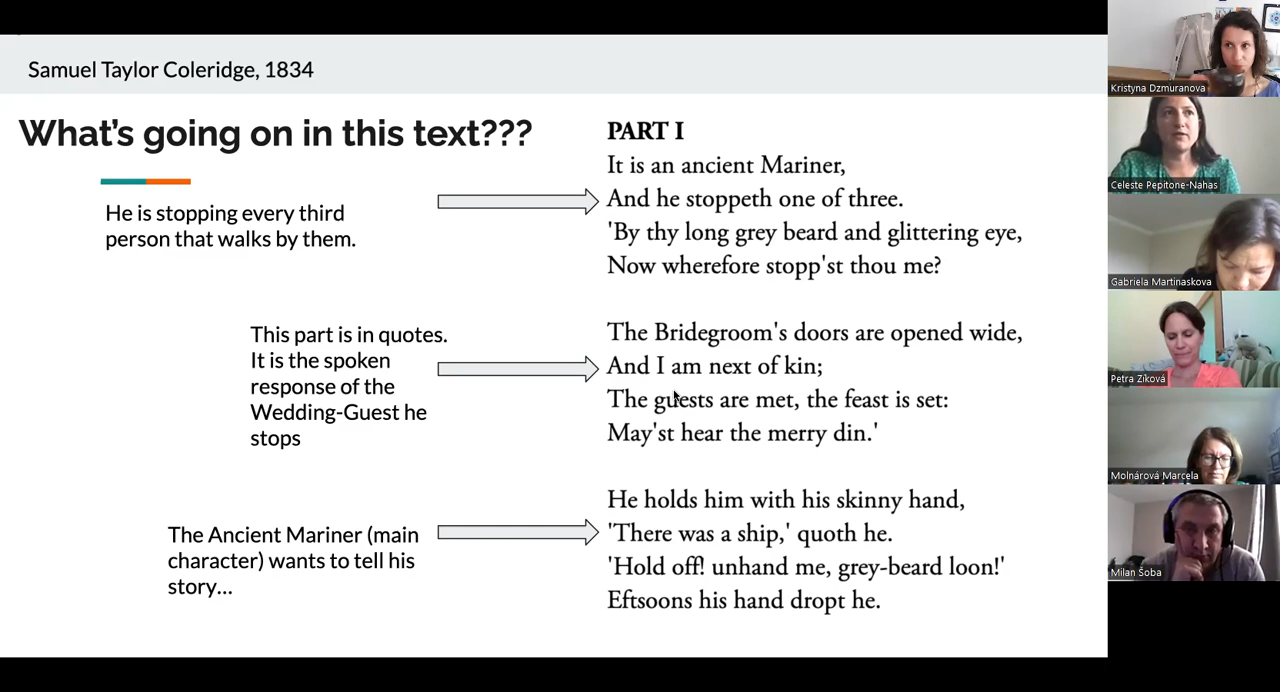 Samuel Taylor Coleridge, 1834
What's going on in this text???
He is stopping every third
person that walks by them.
This part is in quotes.
It is the spoken
response of the
Wedding-Guest he
stops
The Ancient Mariner (main
character) wants to tell his
story...
PART I
It is an ancient Mariner,
And he stoppeth one of three.
'By thy long grey beard and glittering eye,
Now wherefore stopp'st thou me?
The Bridegroom's doors are opened wide,
And I am next of kin;
The guests are met, the feast is set:
May'st hear the merry din.'
He holds him with his skinny hand,
'There was a ship,' quoth he.
'Hold off! unhand me, grey-beard loon!'
Eftsoons his hand dropt he.
Kristyna Dzmuranova
Celeste Pepitone-Nahas
Gabriela Martinaskova
Petra Zíková
Molnárová Marcela
Milan Šoba